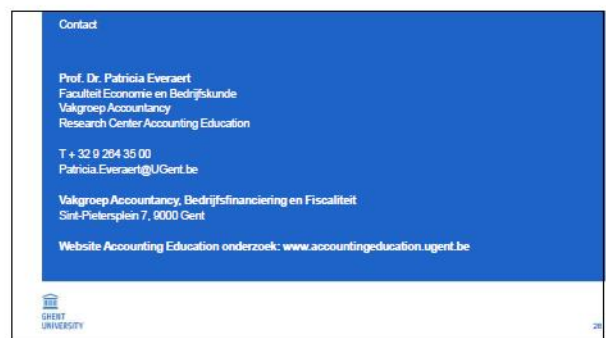 Contact
Prof. Dr. Patricia Everaert
Faculteit Economie en Bedrijfskunde
Vakgroep Accountancy
Research Center Accounting Education
T + 32 9 264 35 00
Patricia.Everaert@UGent.be
Vakgroep Accountancy, Bedrijfsfinanciering en Fiscaliteit
Sint-Pietersplein 7, 9000 Gent
Website Accounting Education onderzoek: www.accountingeducation.ugent.be
GHENT
UNIVERSITY
28